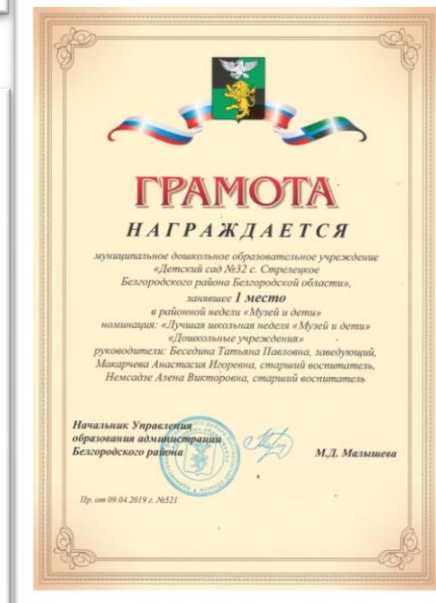 ГРАМОТА
НАГРАЖДАЕТСЯ
муниципальное дошкольное образовательное учреждение
«Детский сад №32 с. Стрелецкое
Белгородского района Белгородской области»,
занявшее 1 место
в районной недели «Музей и дети»
номинация: «Лучшая школьная неделя «Музей и дети»
«Дошкольные учреждения»
руководители: Беседина Татьяна Павловна, заведующий,
Макарчева Анастасия Игоревна, старший воспитатель,
Немсадзе Алена Викторовна, старший воспитатель
Начальник Управления
образования администрации
Белгородского района М.Д. Малышева
Пр. от 09.04.2019 г. №521